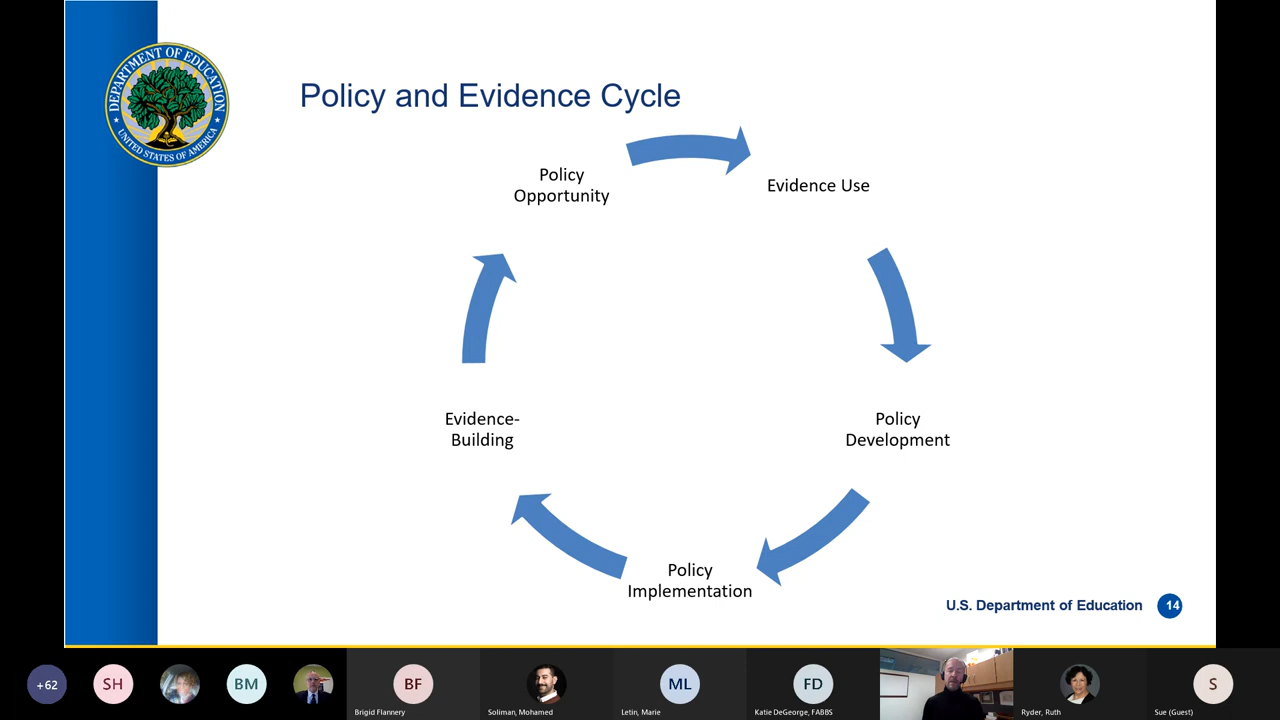 DEPARTMENT OF EDUCATION
UNITED STATES OF AMERICA
Policy and Evidence Cycle
Policy
Opportunity
Evidence Use
Evidence-
Building
Policy
Development
Policy
Implementation
U.S. Department of Education
14
+62
SH
BM
BF
Brigid Flannery
Soliman, Mohamed
ML
Letin, Marie
FD
Katie DeGeorge, FABBS
Ryder, Ruth
S
Sue (Guest)